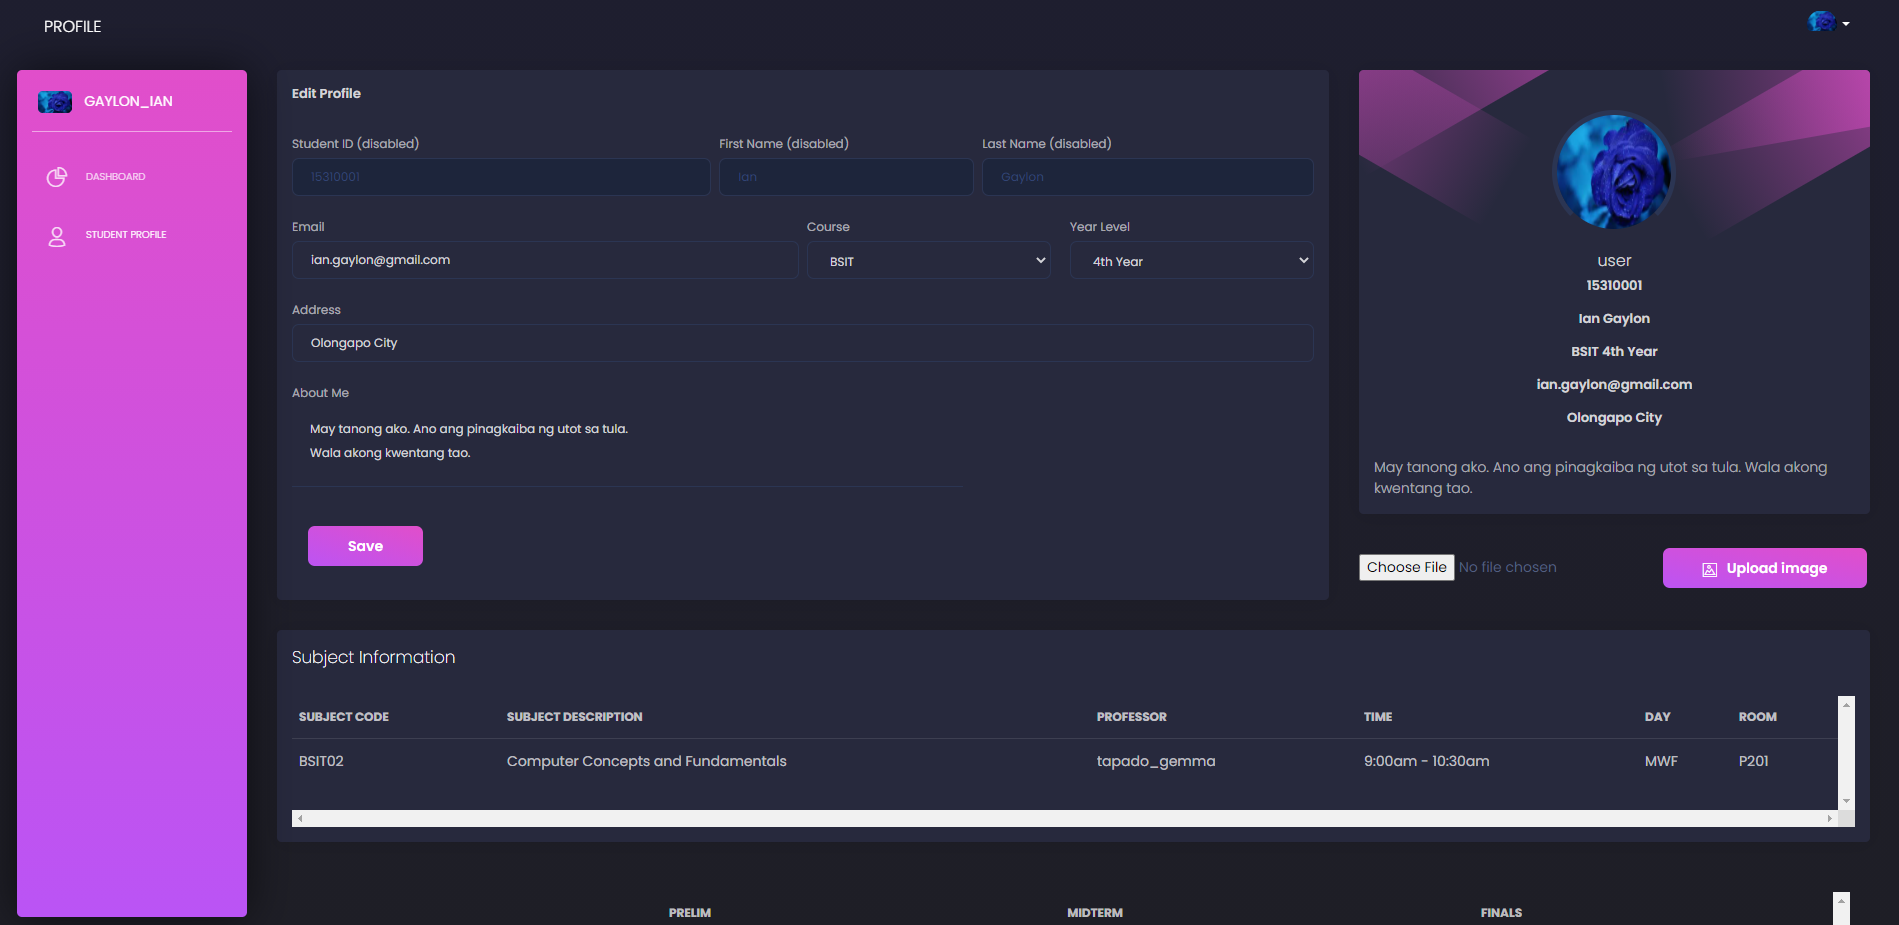 PROFILE
GAYLON_IAN
DASHBOARD
STUDENT PROFILE
Edit Profile
Student ID (disabled)
First Name (disabled)
Last Name (disabled)
15310001
Ian
Gaylon
Email
Course
Year Level
ian.gaylon@gmail.com
BSIT
4th Year
Address
Olongapo City
About Me
May tanong ako. Ano ang pinagkaiba ng utot sa tula.
Wala akong kwentang tao.
Save
user
15310001
Ian Gaylon
BSIT 4th Year
ian.gaylon@gmail.com
Olongapo City
May tanong ako. Ano ang pinagkaiba ng utot sa tula. Wala akong
kwentang tao.
Choose File No file chosen
Upload image
Subject Information
SUBJECT CODE SUBJECT DESCRIPTION PROFESSOR TIME DAY ROOM
BSIT02 Computer Concepts and Fundamentals tapado_gemma 9:00am - 10:30am MWF P201
PRELIM MIDTERM FINALS